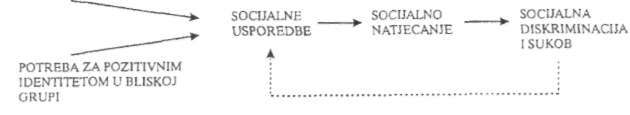 SOCIJALNE
USPOREDBE
SOCIJALNO
NATJECANJE
SOCIJALNA
DISKRIMINACIJA
I SUKOB
POTREBA ZA POZITIVNIM
IDENTITETOM U BLISKOJ
GRUPI